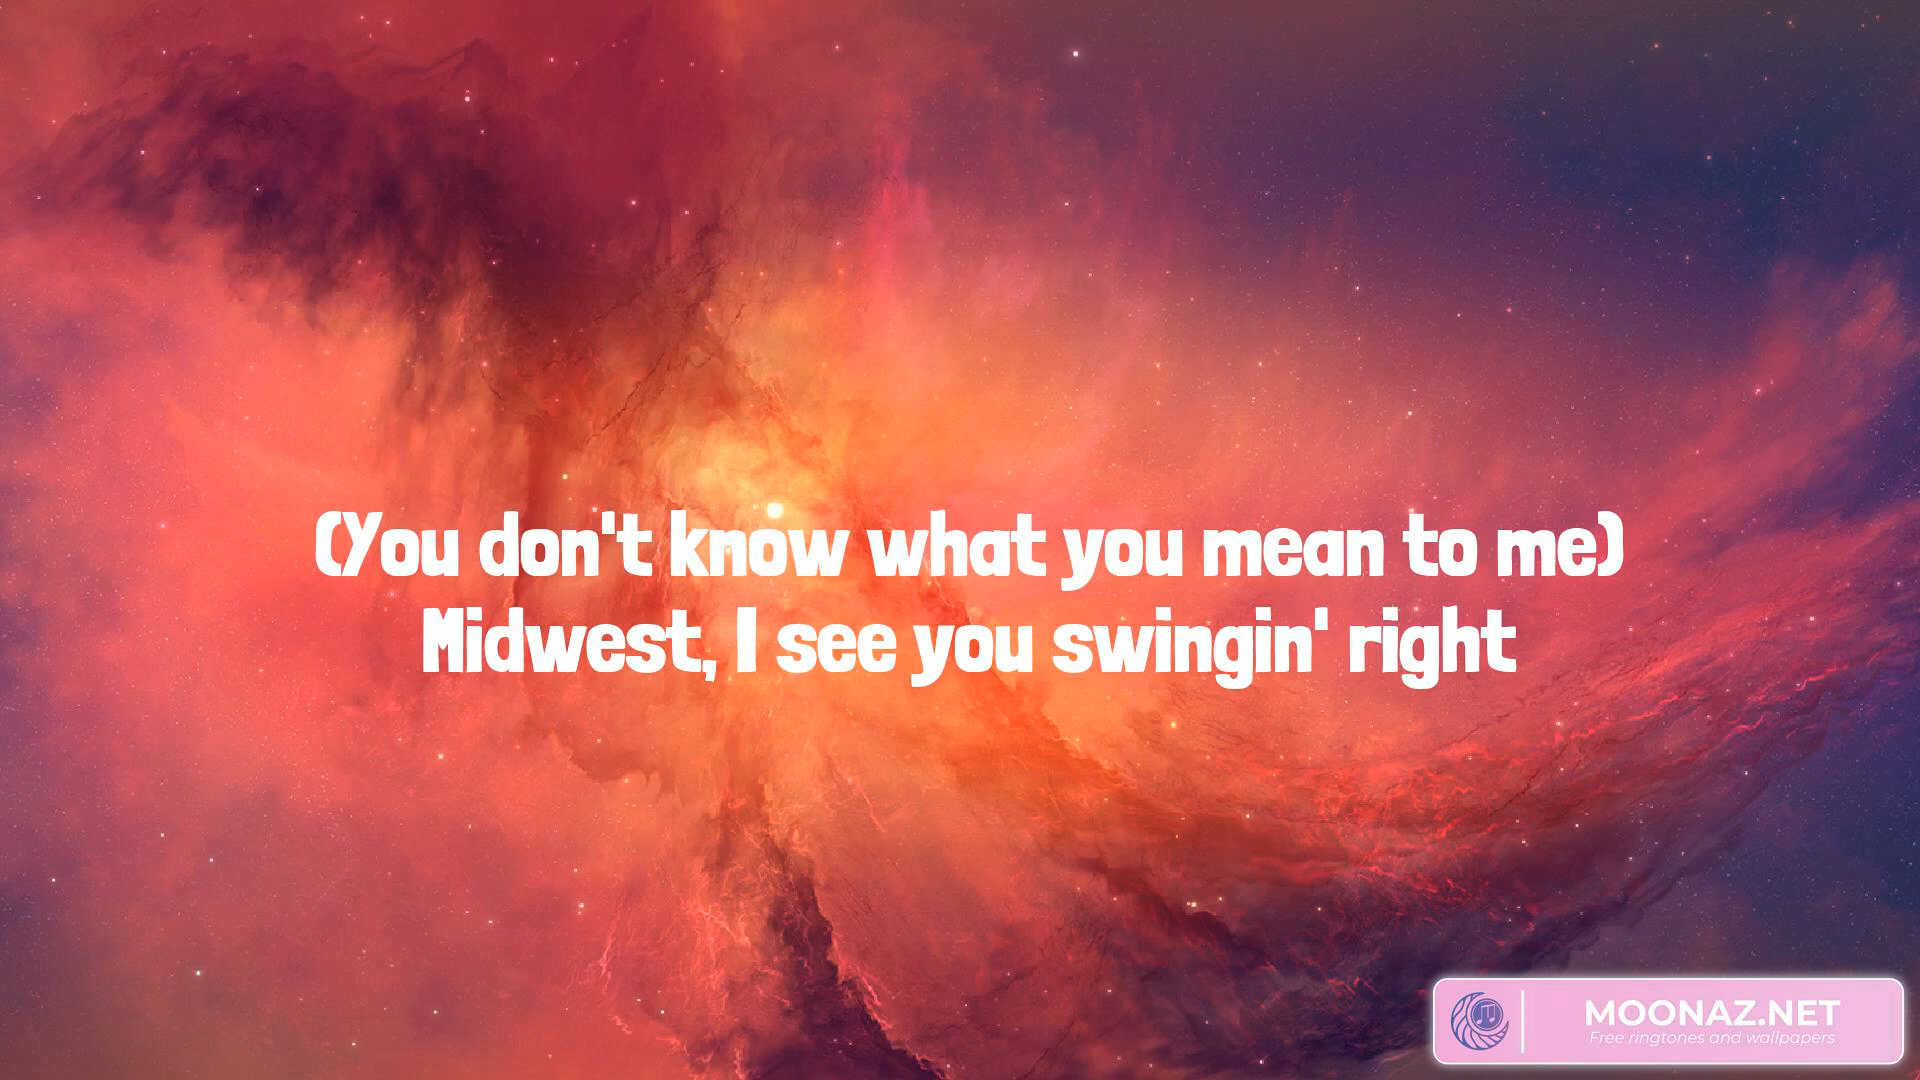 (You don't know what you mean to me)
Midwest, I see you swingin' right
MOONAZ.NET
Free ringtones and wallpapers